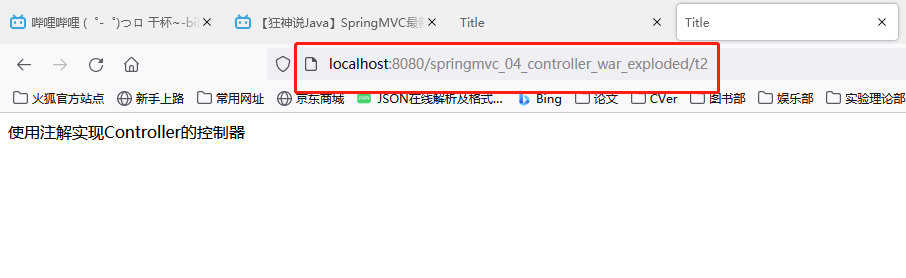 哔哩哔哩 (゜-゜)つロ 干杯~-bil
【狂神说Java】SpringMVC最新
Title
Title
localhost:8080/springmvc_04_controller_war_exploded/t2
火狐官方站点 新手上路 常用网址 京东商城 JSON在线解析及格式... Bing 论文 CVer 图书部 娱乐部 实验理论部
使用注解实现Controller的控制器